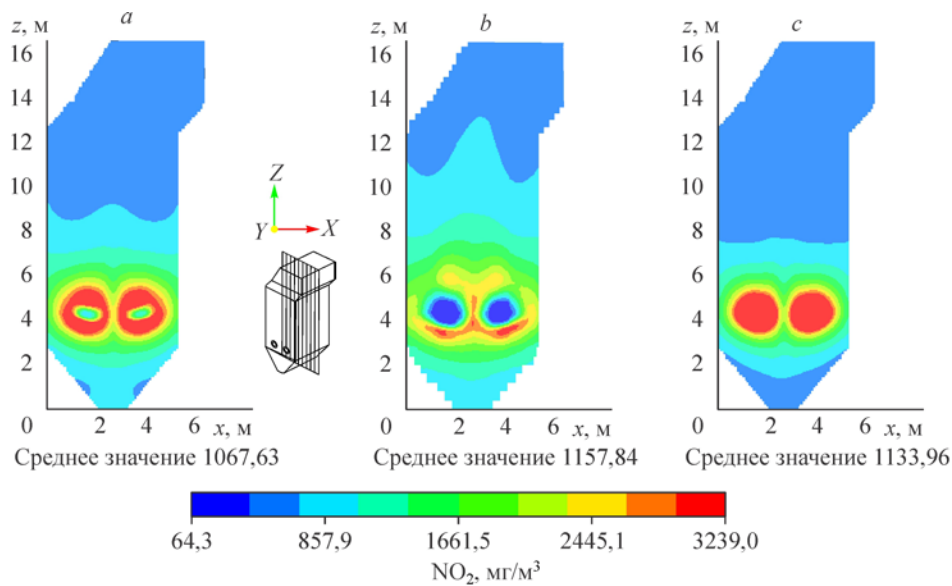 z, м a
16
14
12
10
8
6
4
2
0 2 4 6 x, м
Среднее значение 1067,63
Z
Y X
b
6
4
2
0 2 4 6 x, м
16
14
12
10
8
Среднее значение 1157,84
z, м c
16
14
12
10
8
6
4
2
0 2 4 6 x, м
Среднее значение 1133,96
64,3 857,9 1661,5 2445,1 3239,0
NO₂, мг/м³